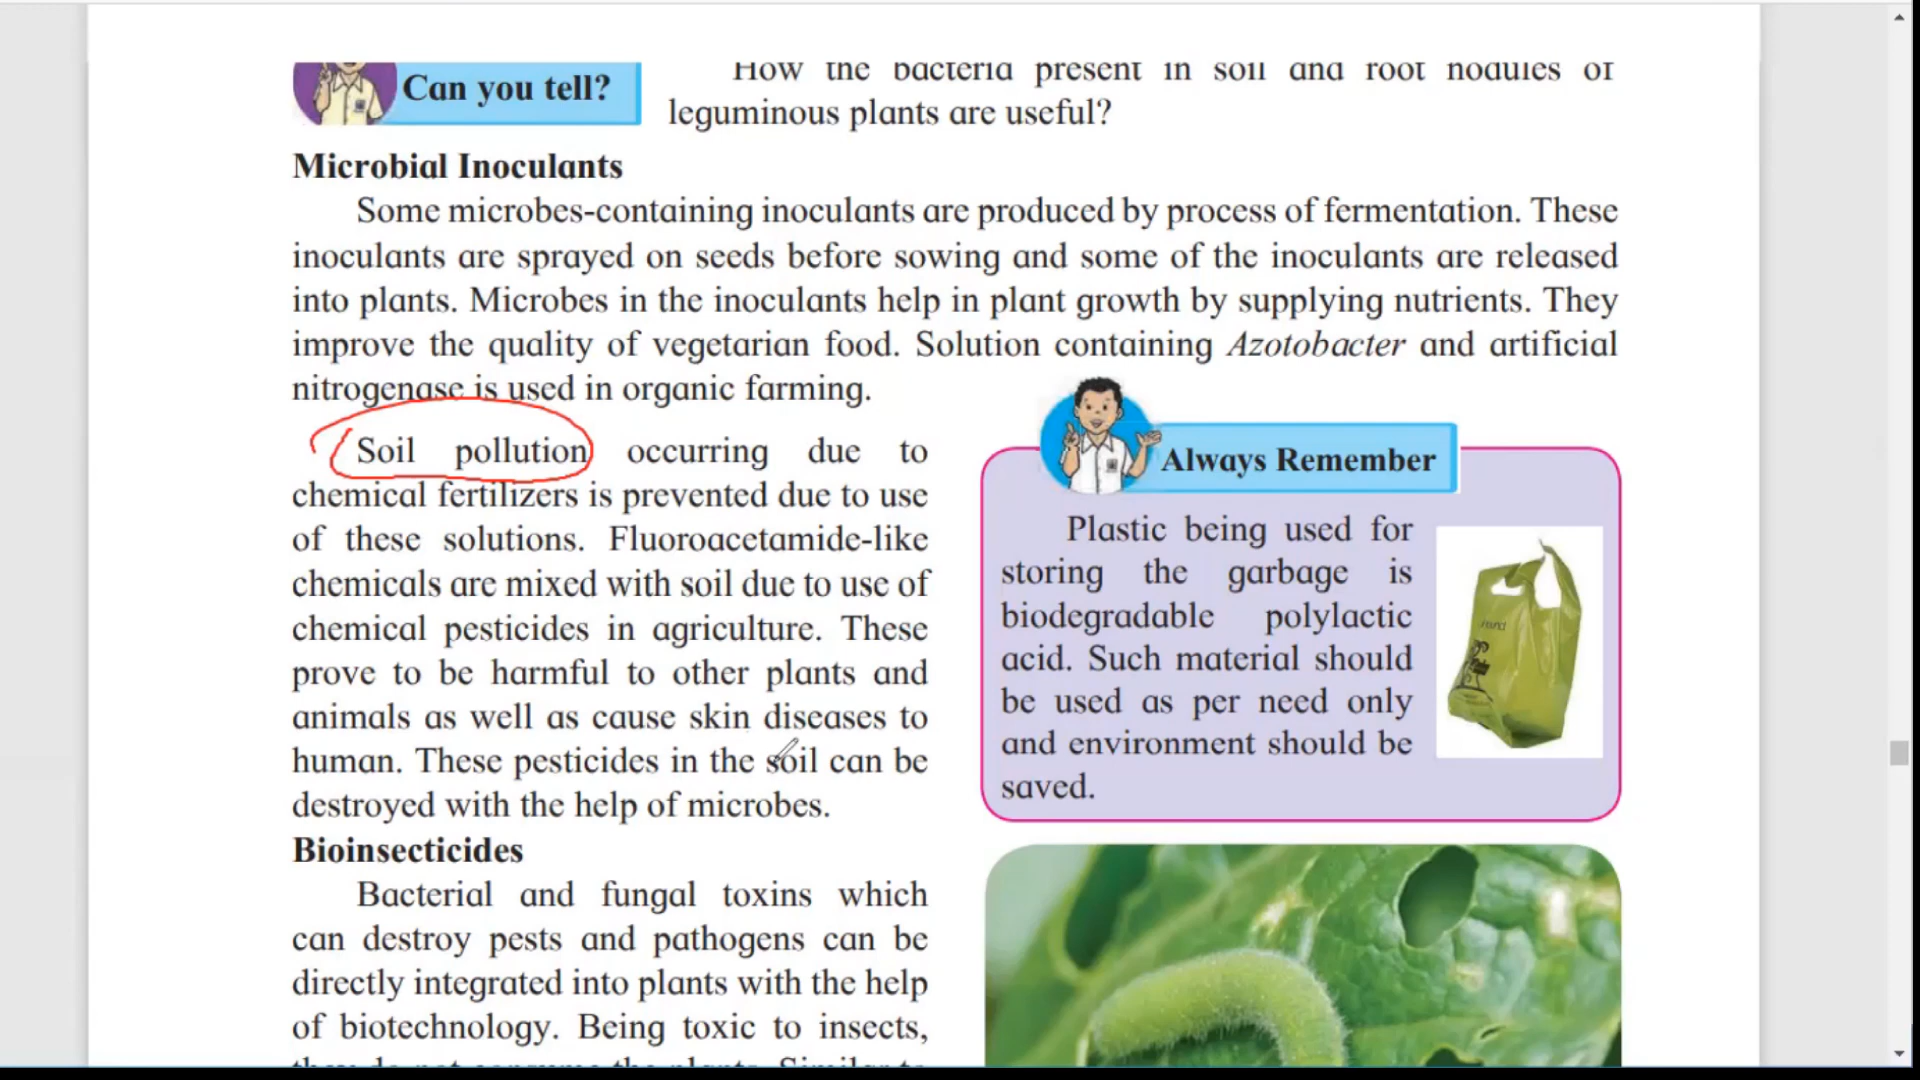 Can you tell?
How the bacteria present in soil and root nodules of
leguminous plants are useful?
Microbial Inoculants
Some microbes-containing inoculants are produced by process of fermentation. These
inoculants are sprayed on seeds before sowing and some of the inoculants are released
into plants. Microbes in the inoculants help in plant growth by supplying nutrients. They
improve the quality of vegetarian food. Solution containing Azotobacter and artificial
nitrogenase is used in organic farming.
Soil pollution occurring due to
chemical fertilizers is prevented due to use
of these solutions. Fluoroacetamide-like
chemicals are mixed with soil due to use of
chemical pesticides in agriculture. These
prove to be harmful to other plants and
animals as well as cause skin diseases to
human. These pesticides in the soil can be
destroyed with the help of microbes.
Bioinsecticides
Bacterial and fungal toxins which
can destroy pests and pathogens can be
directly integrated into plants with the help
of biotechnology. Being toxic to insects,
they do not consume the plants. Similar to
Always Remember
Plastic being used for
storing the garbage is
biodegradable polylactic
acid. Such material should
be used as per need only
and environment should be
saved.